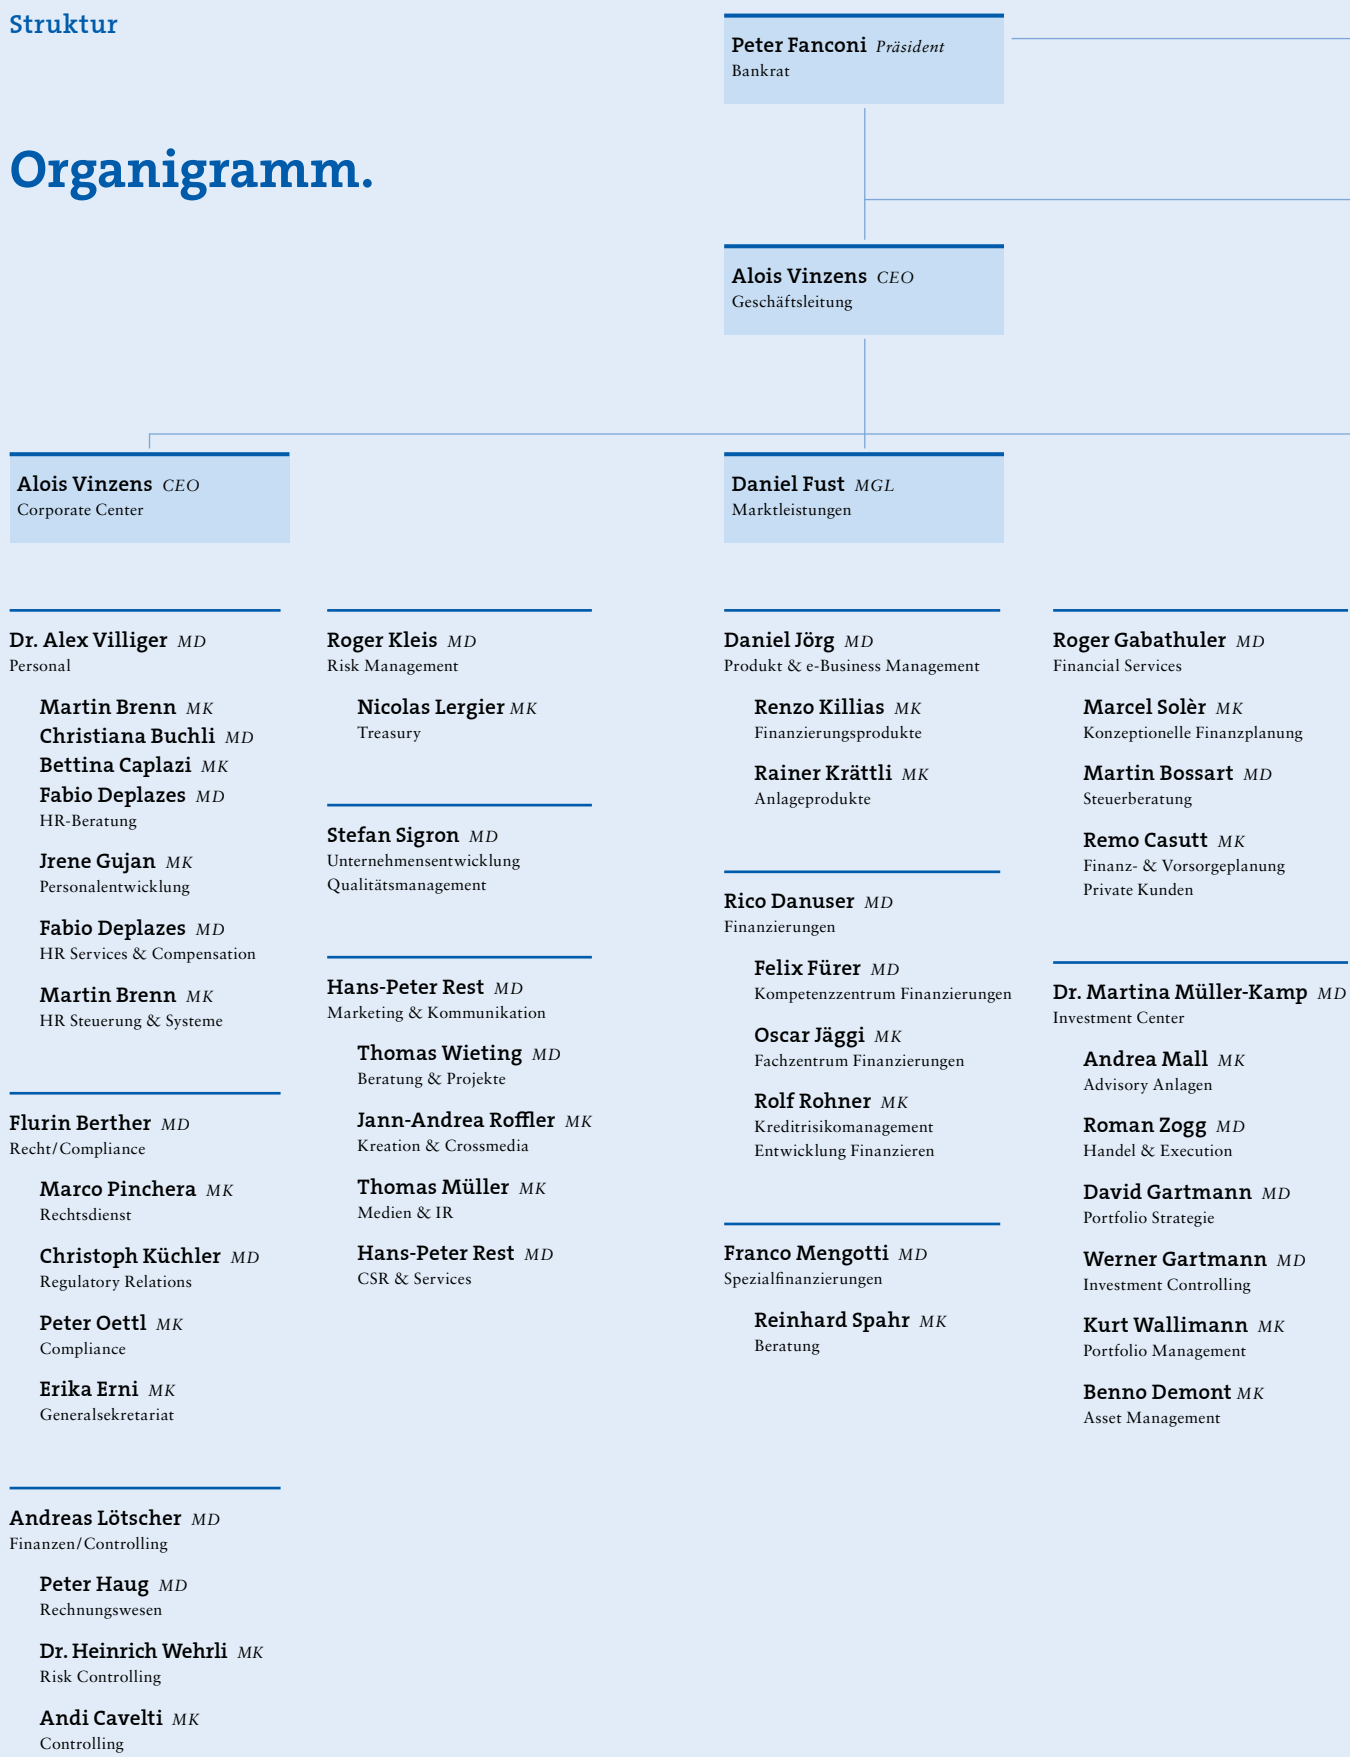 Struktur
Organigramm.
Peter Fanconi Präsident
Bankrat
Alois Vinzens CEO
Geschäftsleitung
Alois Vinzens CEO
Corporate Center
Daniel Fust MGL
Marktleistungen
Dr. Alex Villiger MD
Personal
Martin Brenn MK
Christiana Buchli MD
Bettina Caplazi MK
Fabio Deplazes MD
HR-Beratung
Jrene Gujan MK
Personalentwicklung
Fabio Deplazes MD
HR Services & Compensation
Martin Brenn MK
HR Steuerung & Systeme
Flurin Berther MD
Recht/Compliance
Marco Pinchera MK
Rechtsdienst
Christoph Küchler MD
Regulatory Relations
Peter Oettl MK
Compliance
Erika Erni MK
Generalsekretariat
Andreas Lötscher MD
Finanzen/Controlling
Peter Haug MD
Rechnungswesen
Dr. Heinrich Wehrli MK
Risk Controlling
Andi Cavelti MK
Controlling
Roger Kleis MD
Risk Management
Nicolas Lergier MK
Treasury
Stefan Sigron MD
Unternehmensentwicklung
Qualitätsmanagement
Hans-Peter Rest MD
Marketing & Kommunikation
Thomas Wieting MD
Beratung & Projekte
Jann-Andrea Roffler MK
Kreation & Crossmedia
Thomas Müller MK
Medien & IR
Hans-Peter Rest MD
CSR & Services
Daniel Jörg MD
Produkt & e-Business Management
Renzo Killias MK
Finanzierungsprodukte
Rainer Krättli MK
Anlageprodukte
Rico Danuser MD
Finanzierungen
Felix Fürer MD
Kompetenzzentrum Finanzierungen
Oscar Jäggi MK
Fachzentrum Finanzierungen
Rolf Rohner MK
Kreditrisikomanagement
Entwicklung Finanzieren
Franco Mengotti MD
Spezialfinanzierungen
Reinhard Spahr MK
Beratung
Roger Gabathuler MD
Financial Services
Marcel Solèr MK
Konzeptionelle Finanzplanung
Martin Bossart MD
Steuerberatung
Remo Casutt MK
Finanz- & Vorsorgeplanung
Private Kunden
Dr. Martina Müller-Kamp MD
Investment Center
Andrea Mall MK
Advisory Anlagen
Roman Zogg MD
Handel & Execution
David Gartmann MD
Portfolio Strategie
Werner Gartmann MD
Investment Controlling
Kurt Wallimann MK
Portfolio Management
Benno Demont MK
Asset Management